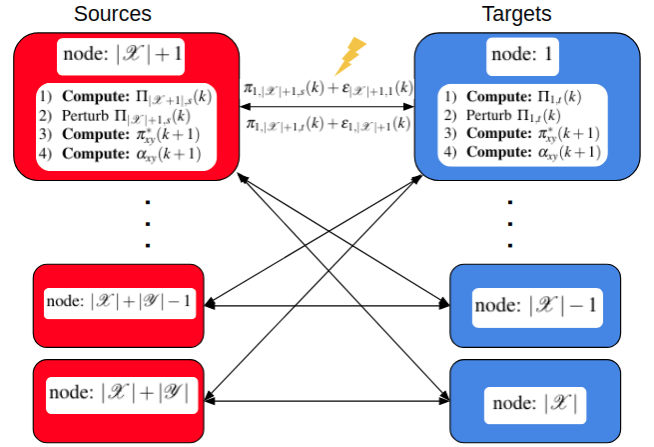 Sources
Targets
node: |𝒳|+1
1) Compute: Π_{|𝒳+1|,s}(k)
2) Perturb Π_{|𝒳|+1,s}(k)
3) Compute: π*_{xy}(k+1)
4) Compute: α_{xy}(k+1)
π_{1,|𝒳|+1,s}(k)+ε_{|𝒳|+1,1}(k)
π_{1,|𝒳|+1,t}(k)+ε_{1,|𝒳|+1}(k)
node: 1
1) Compute: Π_{1,t}(k)
2) Perturb Π_{1,t}(k)
3) Compute: π*_{xy}(k+1)
4) Compute: α_{xy}(k+1)
node: |𝒳|+|𝒴|−1
node: |𝒳|−1
node: |𝒳|+|𝒴|
node: |𝒳|